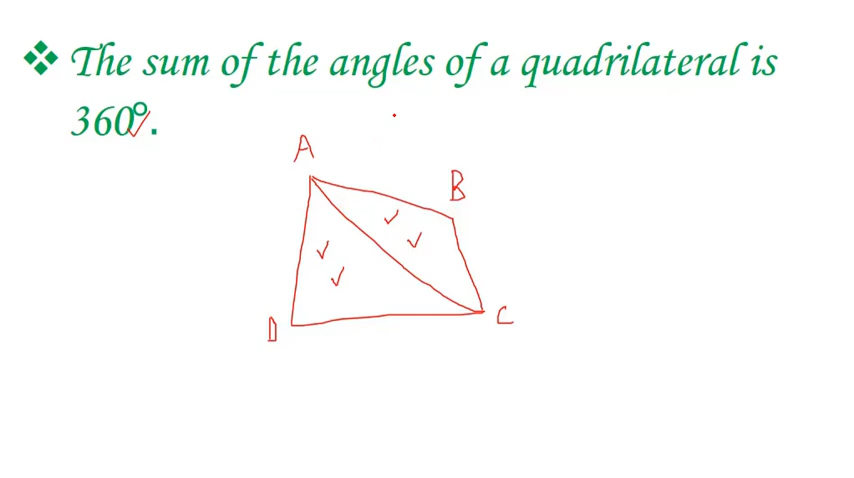 The sum of the angles of a quadrilateral is
360°.
A
B
D
C